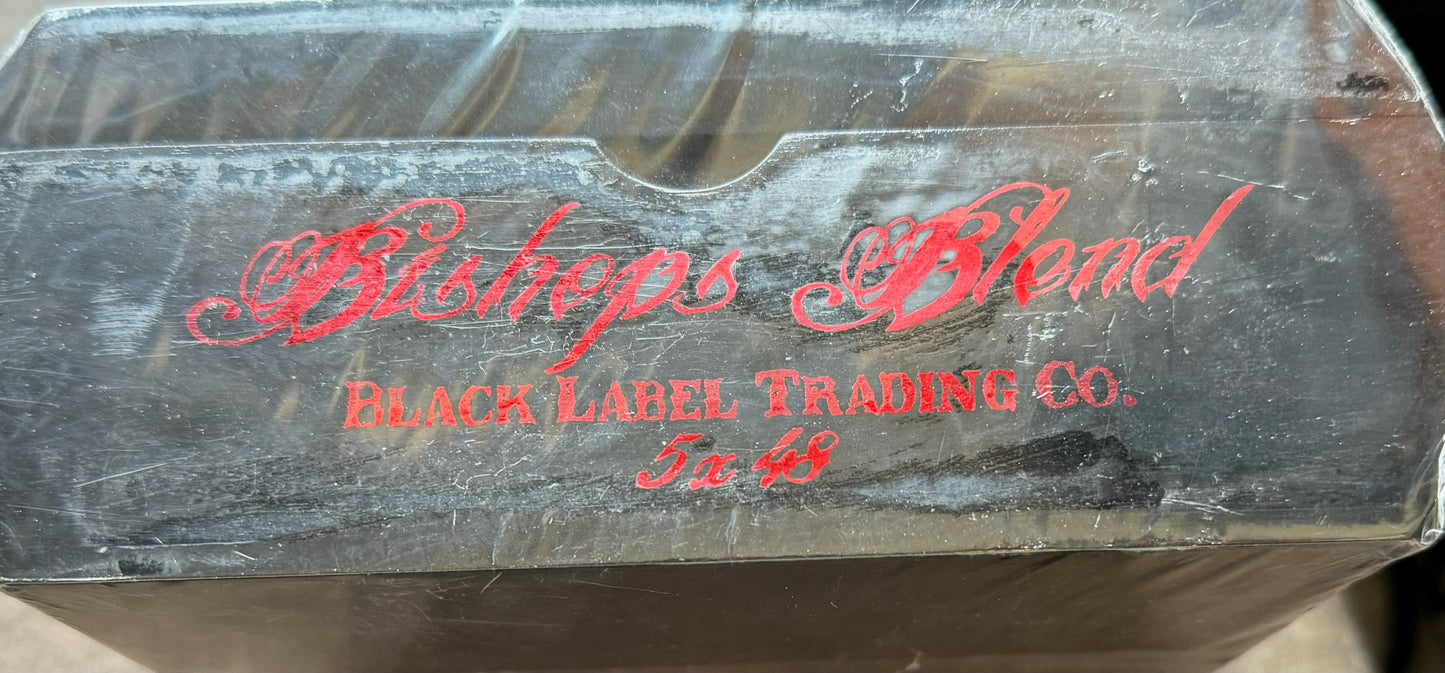 Bishops Blend
BLACK LABEL TRADING CO.
5x48